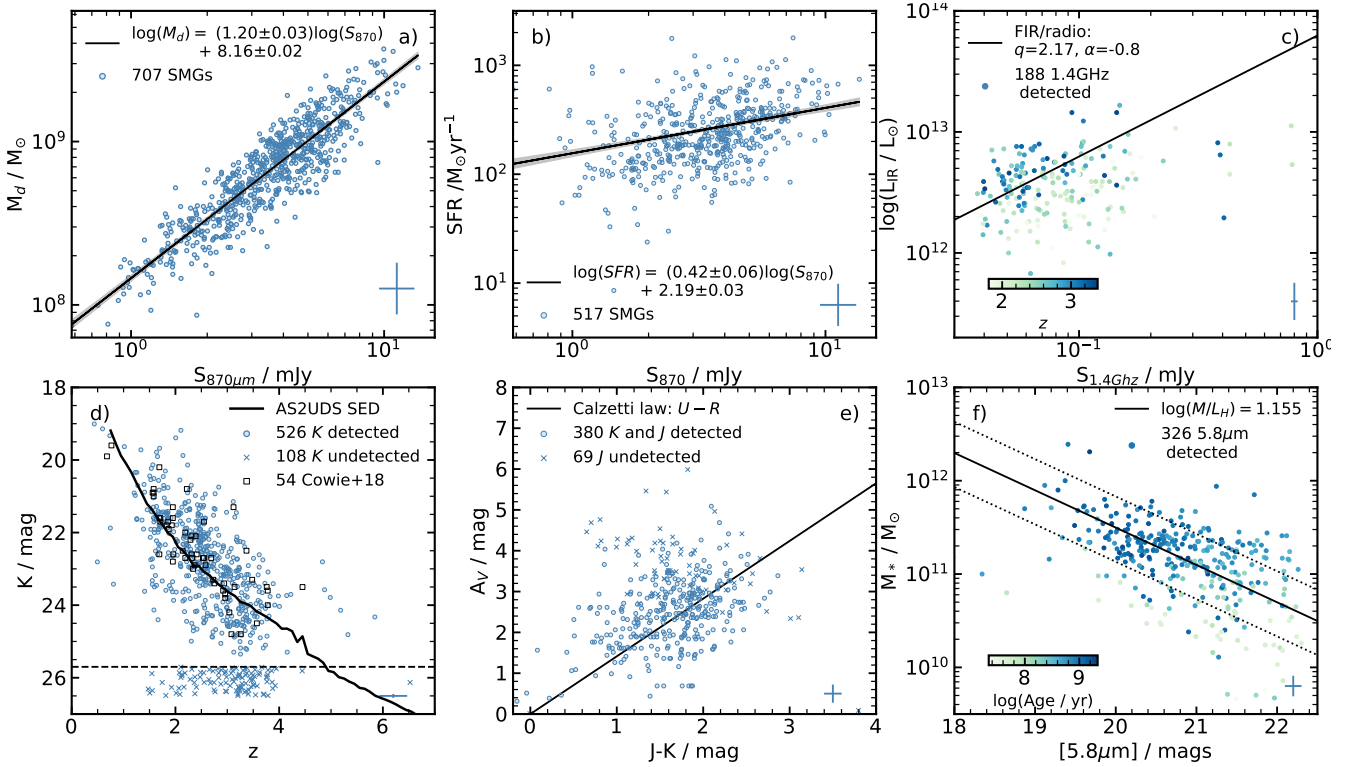 log(M_d) = (1.20±0.03)log(S_870)
+ 8.16±0.02
a)
707 SMGs
10^9
10^8
M_d / M_⊙
10^0
10^1
S_870μm / mJy
b)
10^3
10^2
10^1
SFR /M_⊙yr^−1
log(SFR) = (0.42±0.06)log(S_870)
+ 2.19±0.03
517 SMGs
10^0
10^1
S_870 / mJy
10^14
10^13
10^12
log(L_IR / L_⊙)
FIR/radio:
q=2.17, α=-0.8
c)
188 1.4GHz
detected
2
3
z
10^−1
10^0
S_1.4Ghz / mJy
18
20
22
24
26
K / mag
d)
AS2UDS SED
526 K detected
108 K undetected
54 Cowie+18
0
2
4
6
z
8
7
6
5
4
3
2
1
0
A_V / mag
Calzetti law: U − R
e)
380 K and J detected
69 J undetected
0
1
2
3
4
J-K / mag
10^13
10^12
10^11
10^10
M_* / M_⊙
f)
log(M/L_H) = 1.155
326 5.8μm
detected
8
9
log(Age / yr)
18
19
20
21
22
[5.8μm] / mags